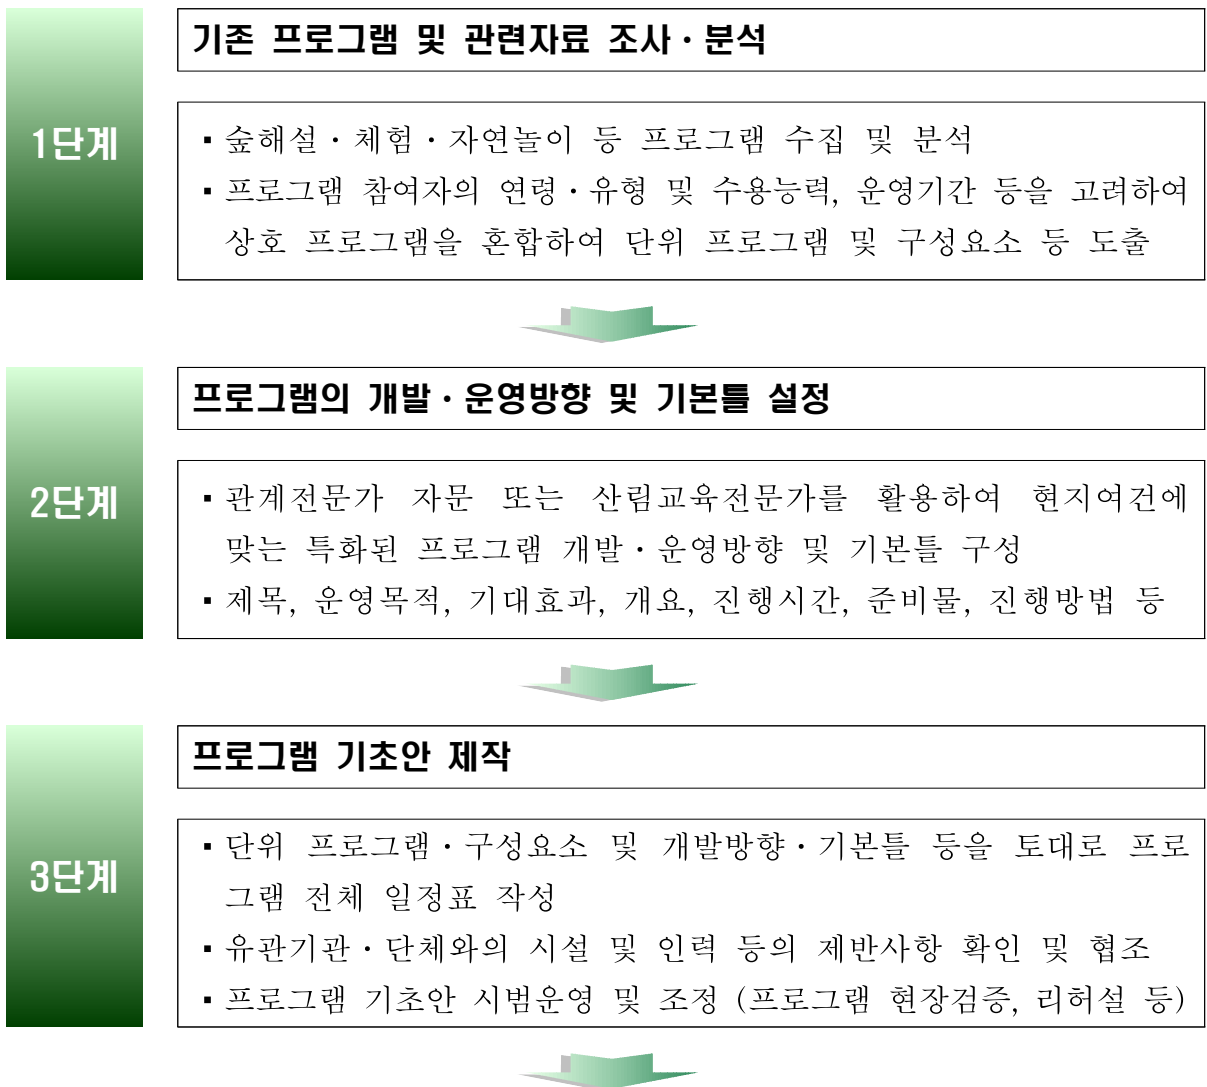 기존 프로그램 및 관련자료 조사·분석
1단계
▪ 숲해설·체험·자연놀이 등 프로그램 수집 및 분석
▪ 프로그램 참여자의 연령·유형 및 수용능력, 운영기간 등을 고려하여
상호 프로그램을 혼합하여 단위 프로그램 및 구성요소 등 도출
프로그램의 개발·운영방향 및 기본틀 설정
2단계
▪ 관계전문가 자문 또는 산림교육전문가를 활용하여 현지여건에
맞는 특화된 프로그램 개발·운영방향 및 기본틀 구성
▪ 제목, 운영목적, 기대효과, 개요, 진행시간, 준비물, 진행방법 등
프로그램 기초안 제작
3단계
▪ 단위 프로그램·구성요소 및 개발방향·기본틀 등을 토대로 프로
그램 전체 일정표 작성
▪ 유관기관·단체와의 시설 및 인력 등의 제반사항 확인 및 협조
▪ 프로그램 기초안 시범운영 및 조정 (프로그램 현장검증, 리허설 등)